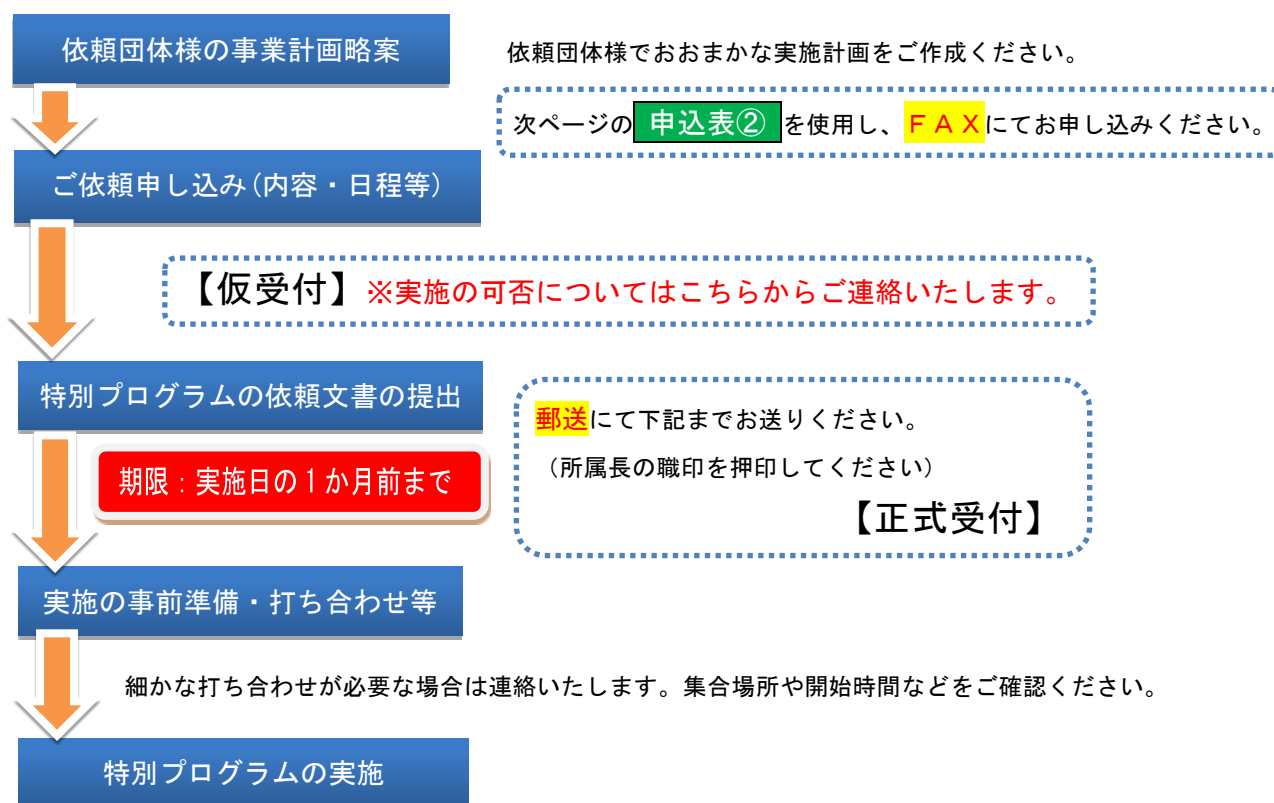 依頼団体様の事業計画略案
依頼団体様でおおまかな実施計画をご作成ください。
次ページの 申込表② を使用し、ＦＡＸにてお申し込みください。
ご依頼申し込み(内容・日程等)
【仮受付】※実施の可否についてはこちらからご連絡いたします。
特別プログラムの依頼文書の提出
郵送にて下記までお送りください。
（所属長の職印を押印してください）
【正式受付】
期限：実施日の１か月前まで
実施の事前準備・打ち合わせ等
細かな打ち合わせが必要な場合は連絡いたします。集合場所や開始時間などをご確認ください。
特別プログラムの実施